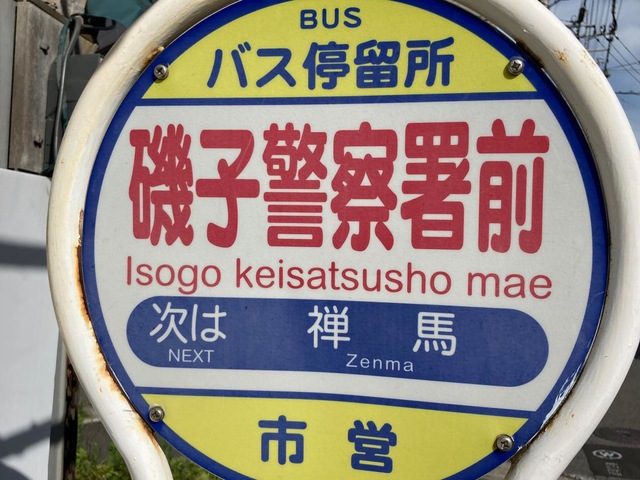 BUS
バス停留所
磯子警察署前
Isogo keisatsusho mae
次は 禅馬
NEXT Zenma
市営